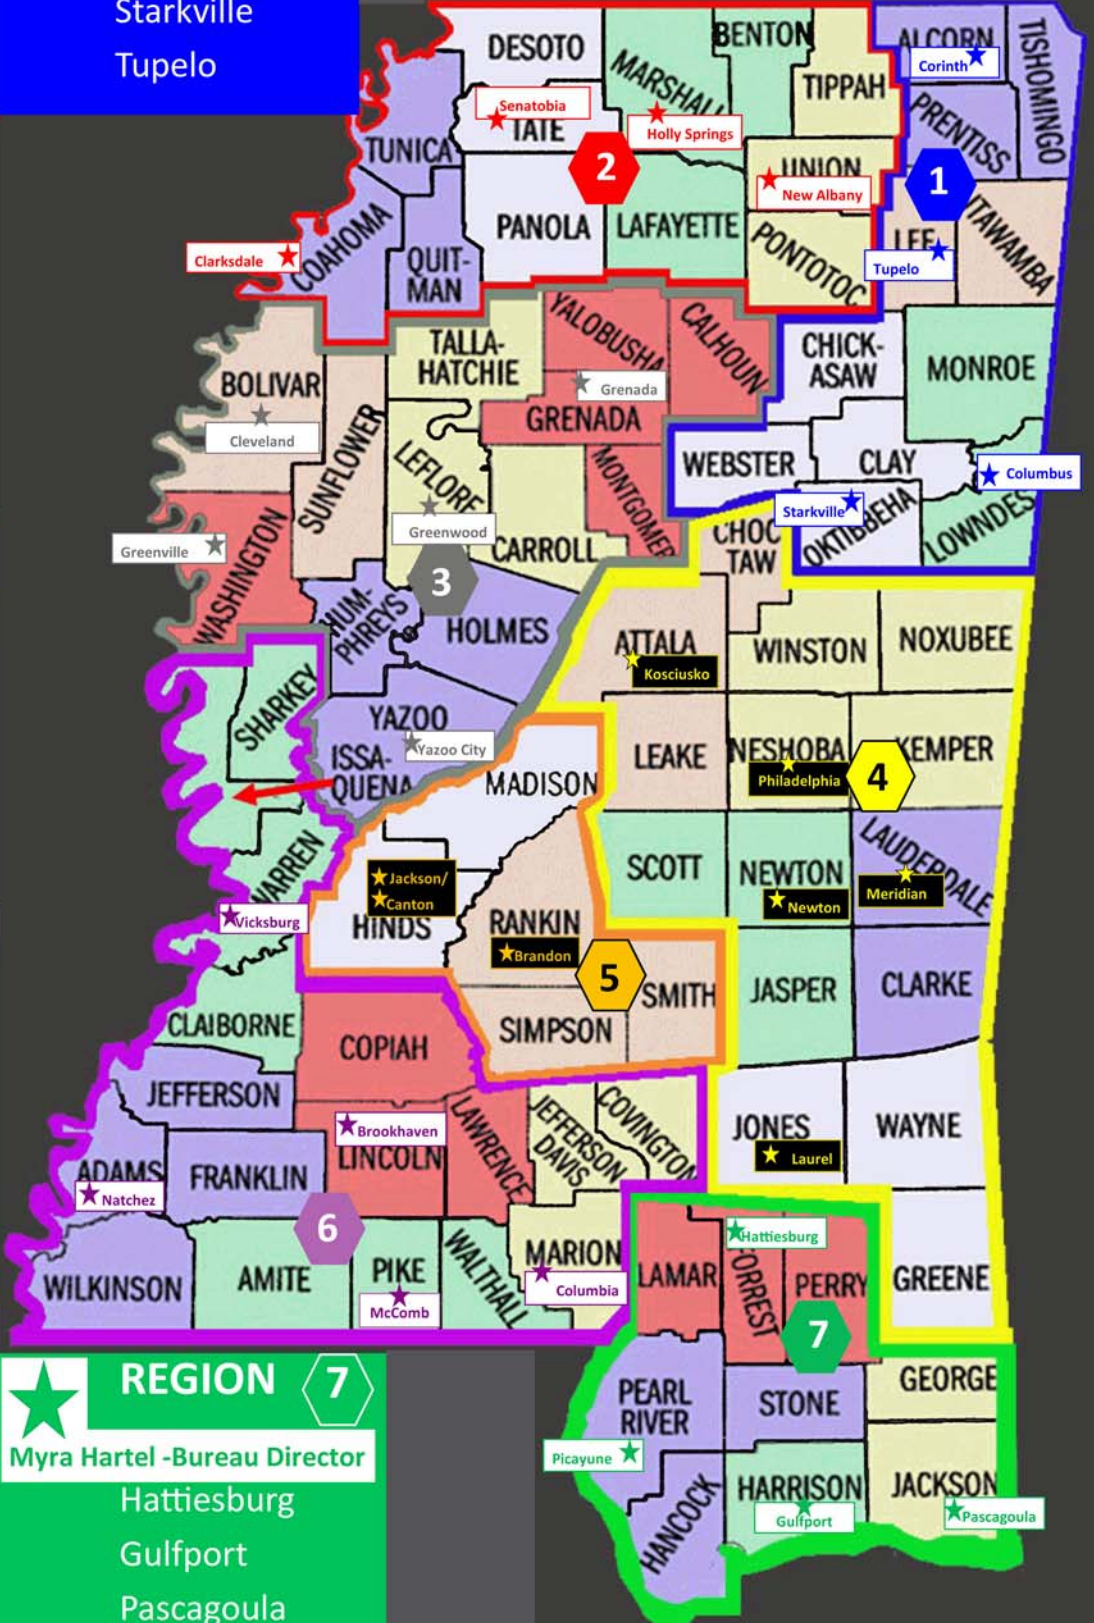 Starkville
Tupelo
DESOTO
BENTON
MARSHALL
TIPPAH
ALCORN
Corinth
TISHOMINGO
Senatobia
TATE
Holly Springs
PRENTISS
TUNICA
2
UNION
New Albany
1
ITAWAMBA
COAHOMA
Clarksdale
QUIT-
MAN
PANOLA
LAFAYETTE
PONTOTOC
LEE
Tupelo
TALLA-
HATCHIE
YALOBUSHA
CALHOUN
CHICK-
ASAW
MONROE
BOLIVAR
Cleveland
SUNFLOWER
Grenada
GRENADA
LEFLORE
Greenwood
MONTGOMER
WEBSTER
CLAY
Columbus
Starkville
OKTIBBEHA
LOWNDES
Greenville
WASHINGTON
CARROLL
CHOC
TAW
3
HUM-
PHREYS
HOLMES
ATTALA
Kosciusko
WINSTON
NOXUBEE
SHARKEY
YAZOO
Yazoo City
ISSA-
QUENA
MADISON
LEAKE
NESHOBA
Philadelphia
4
KEMPER
WARREN
Vicksburg
Jackson/
Canton
HINDS
RANKIN
Brandon
SCOTT
NEWTON
Newton
LAUDERDALE
Meridian
5
SMITH
JASPER
CLARKE
CLAIBORNE
COPIAH
SIMPSON
JEFFERSON
Brookhaven
LINCOLN
LAWRENCE
JEFFERSON
DAVIS
COVINGTON
JONES
Laurel
WAYNE
ADAMS
Natchez
FRANKLIN
6
WILKINSON
AMITE
PIKE
McComb
WALTHALL
MARION
Columbia
LAMAR
Hattiesburg
FORREST
PERRY
GREENE
7
REGION 7
Myra Hartel -Bureau Director
Hattiesburg
Gulfport
Pascagoula
PEARL
RIVER
STONE
GEORGE
Picayune
HANCOCK
HARRISON
Gulfport
JACKSON
Pascagoula